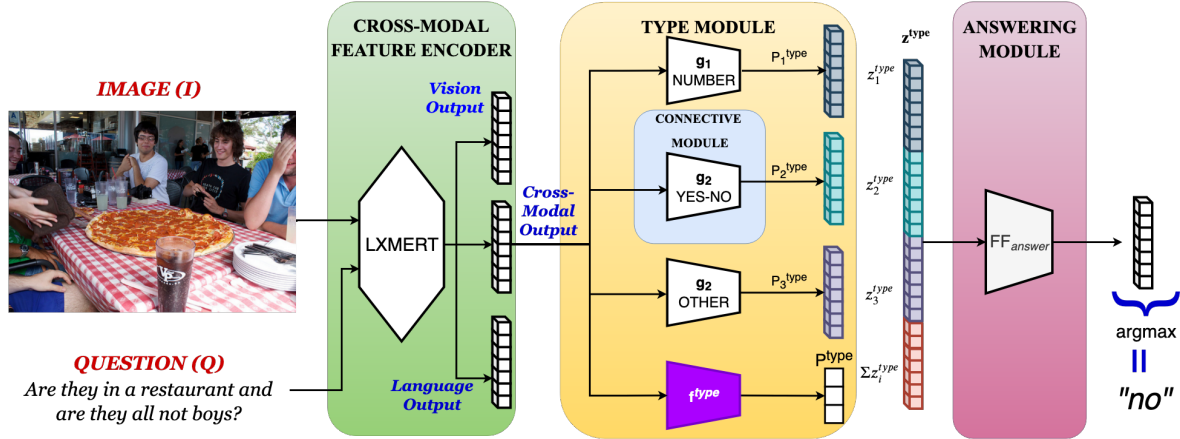 CROSS-MODAL
FEATURE ENCODER
TYPE MODULE
ANSWERING
MODULE
IMAGE (I)
QUESTION (Q)
Are they in a restaurant and
are they all not boys?
LXMERT
Vision
Output
Cross-
Modal
Output
Language
Output
g₁
NUMBER
P₁ᵗʸᵖᵉ
CONNECTIVE
MODULE
g₂
YES-NO
P₂ᵗʸᵖᵉ
g₂
OTHER
P₃ᵗʸᵖᵉ
fᵗʸᵖᵉ
Pᵗʸᵖᵉ
zᵗʸᵖᵉ
z₁ᵗʸᵖᵉ
z₂ᵗʸᵖᵉ
z₃ᵗʸᵖᵉ
Σzᵢᵗʸᵖᵉ
FFanswer
argmax
"no"